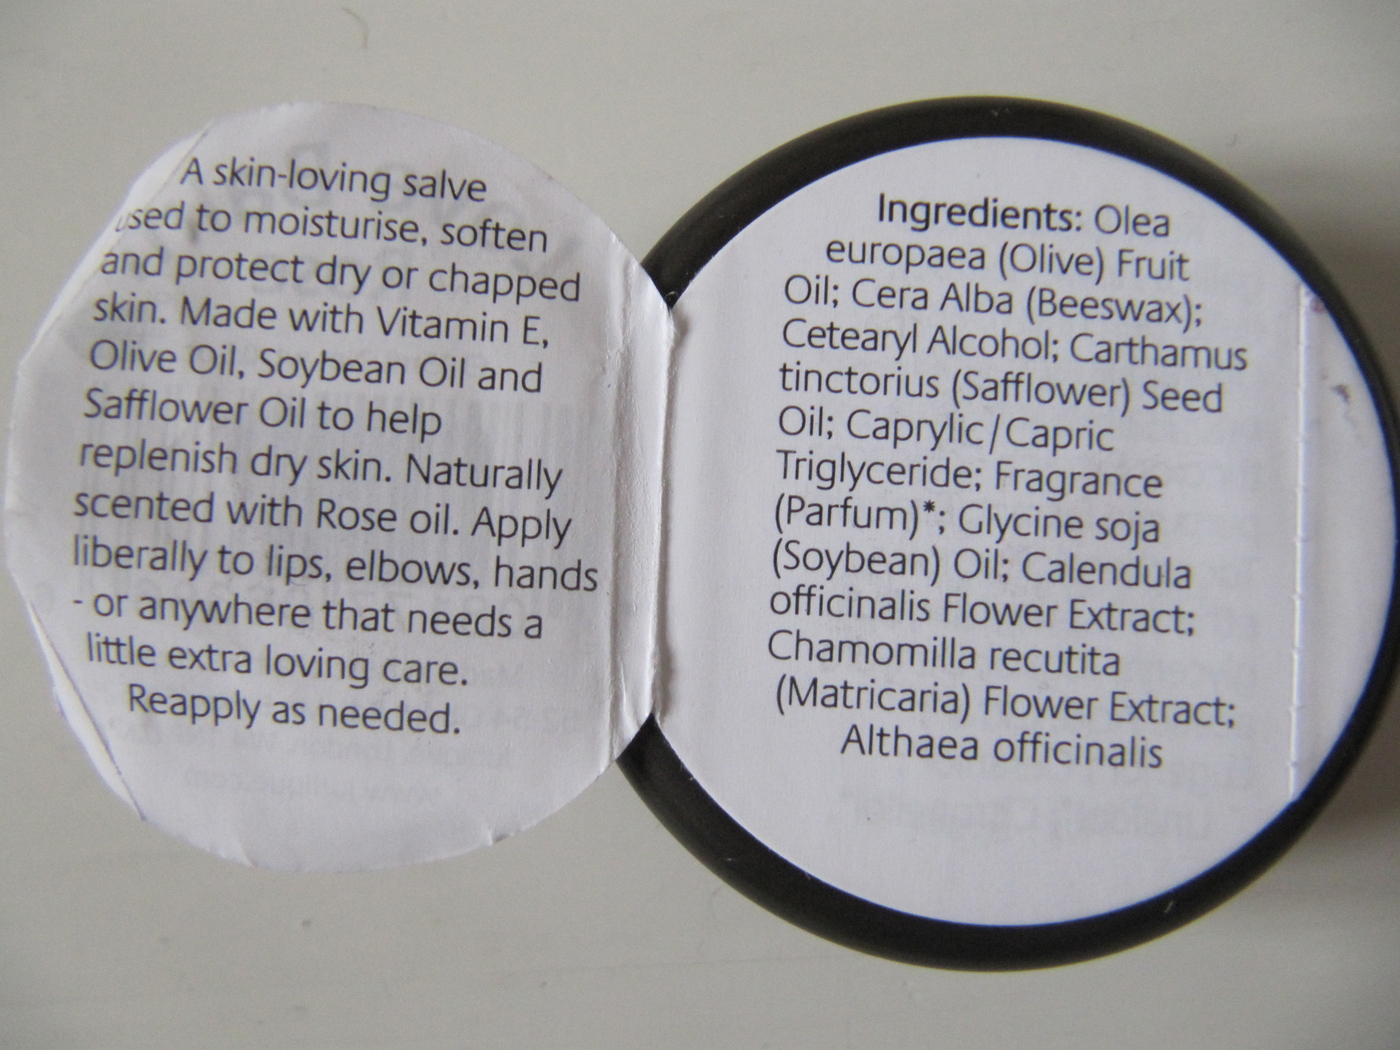 A skin-loving salve
used to moisturise, soften
and protect dry or chapped
skin. Made with Vitamin E,
Olive Oil, Soybean Oil and
Safflower Oil to help
replenish dry skin. Naturally
scented with Rose oil. Apply
liberally to lips, elbows, hands
- or anywhere that needs a
little extra loving care.
Reapply as needed.
Ingredients: Olea
europaea (Olive) Fruit
Oil; Cera Alba (Beeswax);
Cetearyl Alcohol; Carthamus
tinctorius (Safflower) Seed
Oil; Caprylic/Capric
Triglyceride; Fragrance
(Parfum)*; Glycine soja
(Soybean) Oil; Calendula
officinalis Flower Extract;
Chamomilla recutita
(Matricaria) Flower Extract;
Althaea officinalis